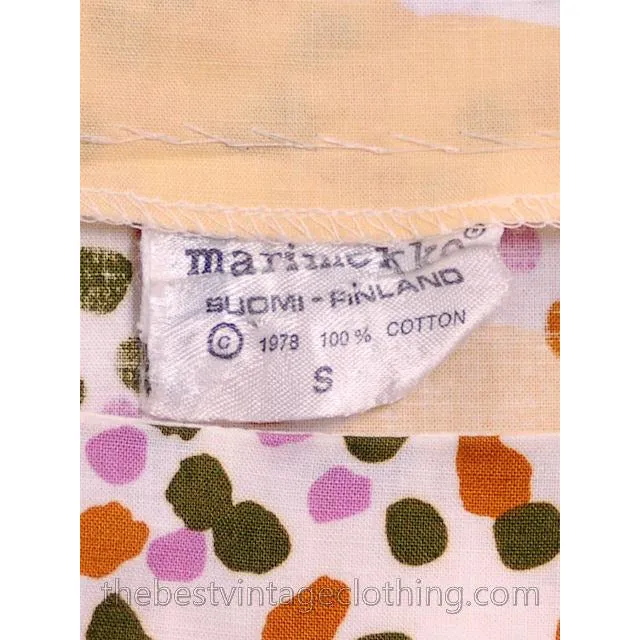 marimekko®
SUOMI - FINLAND
© 1978 100% COTTON
S
thebestvintageclothing.com